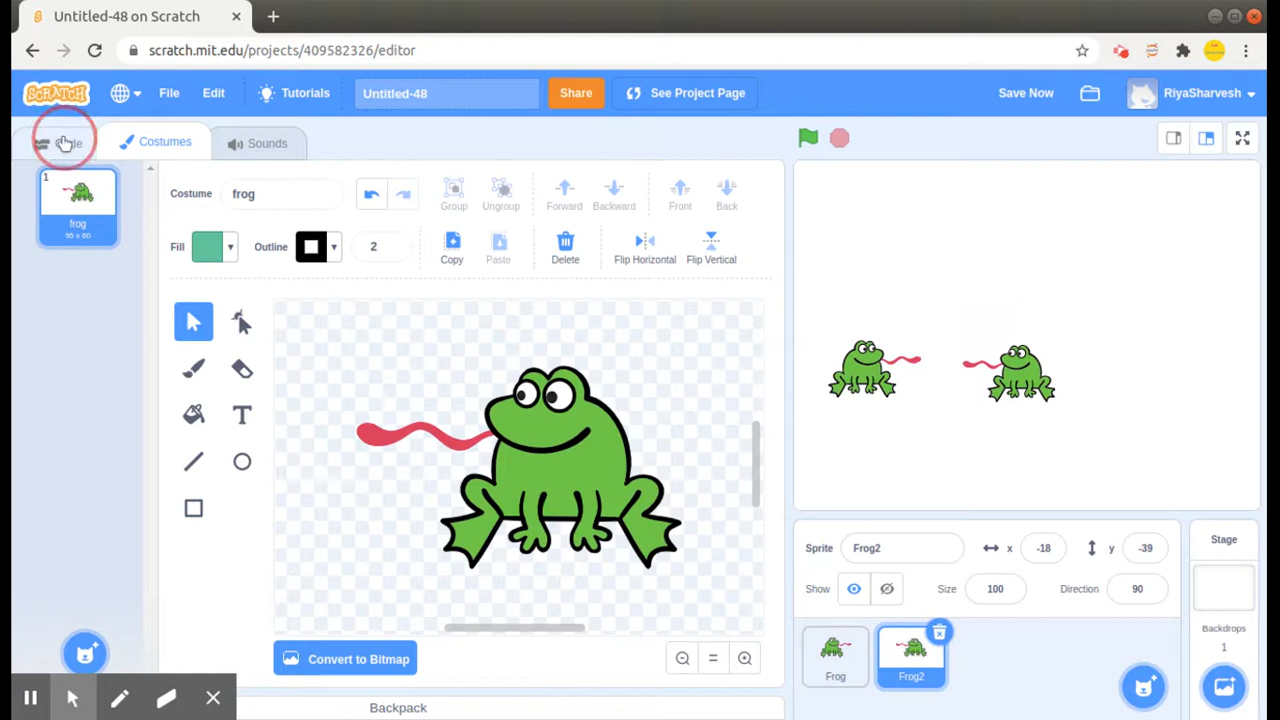 Untitled-48 on Scratch
scratch.mit.edu/projects/409582326/editor
SCRATCH
File
Edit
Tutorials
Untitled-48
Share
See Project Page
Save Now
RiyaSharvesh
Costumes
Sounds
1
frog
95 x 60
Costume
frog
Group
Ungroup
Forward
Backward
Front
Back
Fill
Outline
2
Copy
Paste
Delete
Flip Horizontal
Flip Vertical
T
Convert to Bitmap
Backpack
Sprite
Frog2
x
-18
y
-39
Show
Size
100
Direction
90
Frog
Frog2
Stage
Backdrops
1